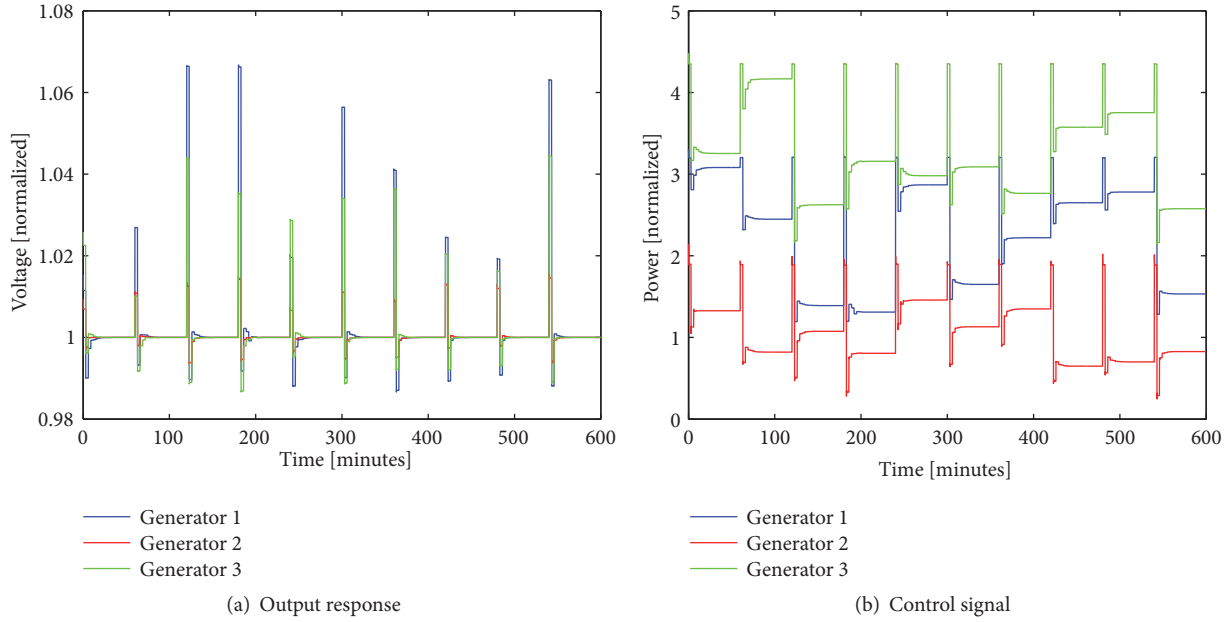 1.08
1.06
1.04
1.02
1
0.98
Voltage [normalized]
0 100 200 300 400 500 600
Time [minutes]
Generator 1
Generator 2
Generator 3
(a) Output response
5
4
3
2
1
0
Power [normalized]
0 100 200 300 400 500 600
Time [minutes]
Generator 1
Generator 2
Generator 3
(b) Control signal